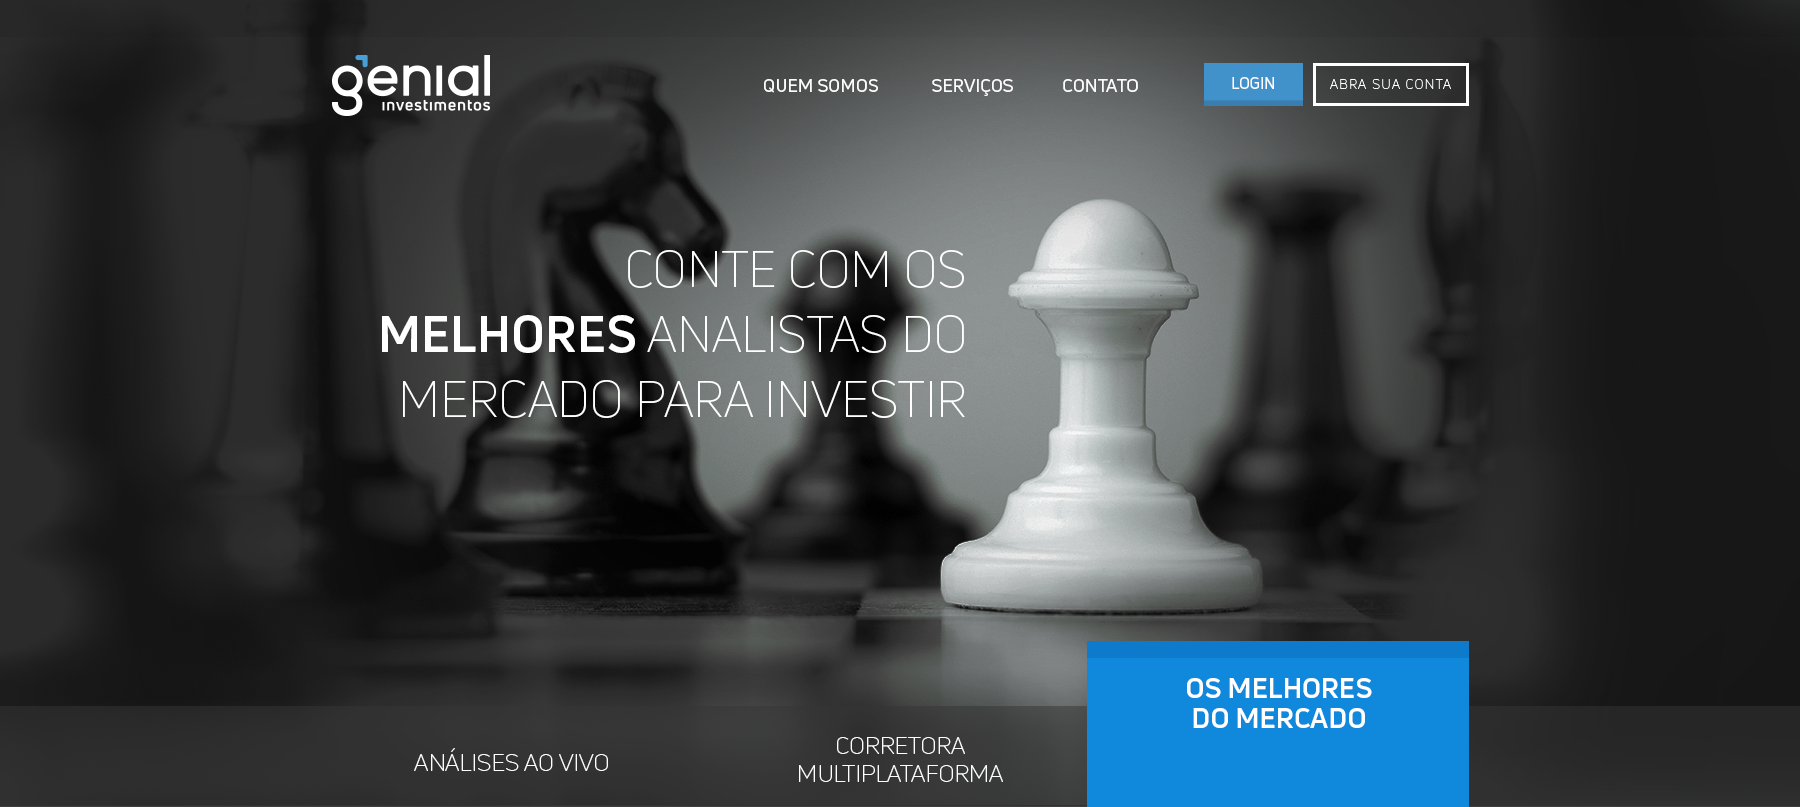 genial
investimentos
QUEM SOMOS
SERVIÇOS
CONTATO
LOGIN
ABRA SUA CONTA
CONTE COM OS
MELHORES ANALISTAS DO
MERCADO PARA INVESTIR
ANÁLISES AO VIVO
CORRETORA
MULTIPLATAFORMA
OS MELHORES
DO MERCADO